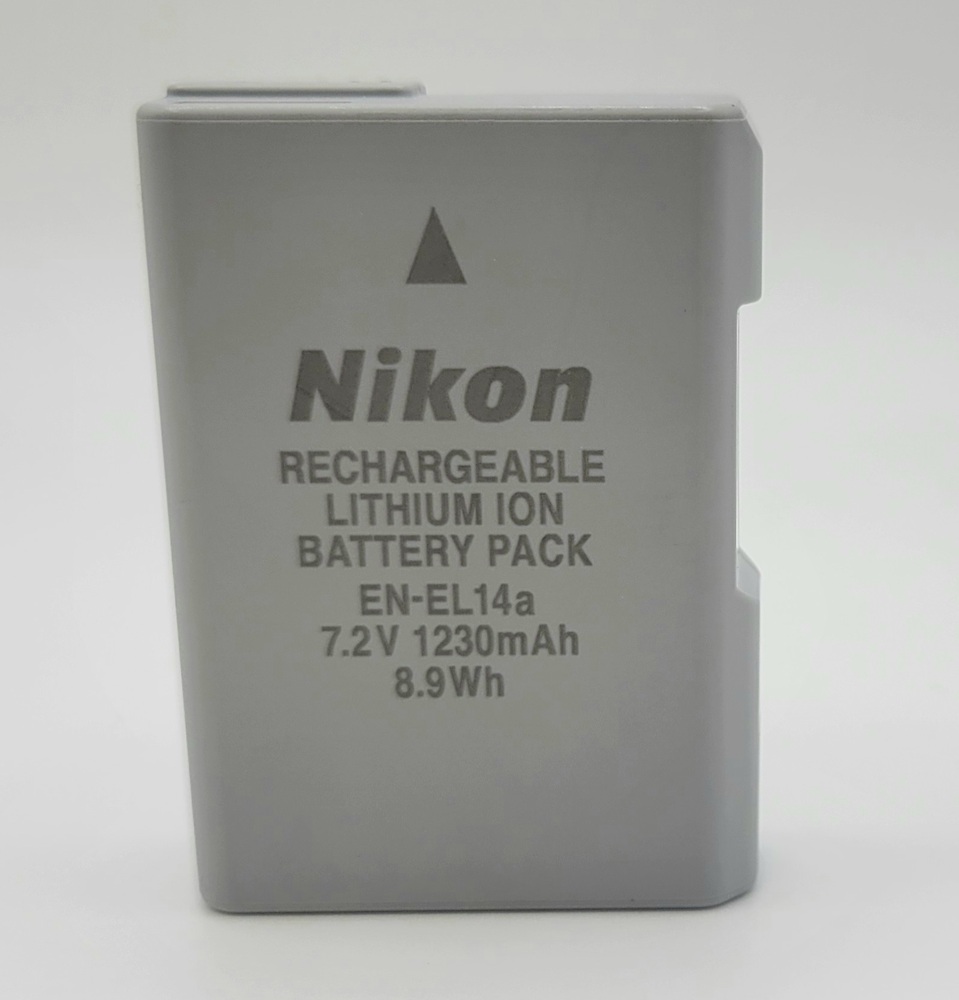 Nikon
RECHARGEABLE
LITHIUM ION
BATTERY PACK
EN-EL14a
7.2V 1230mAh
8.9Wh